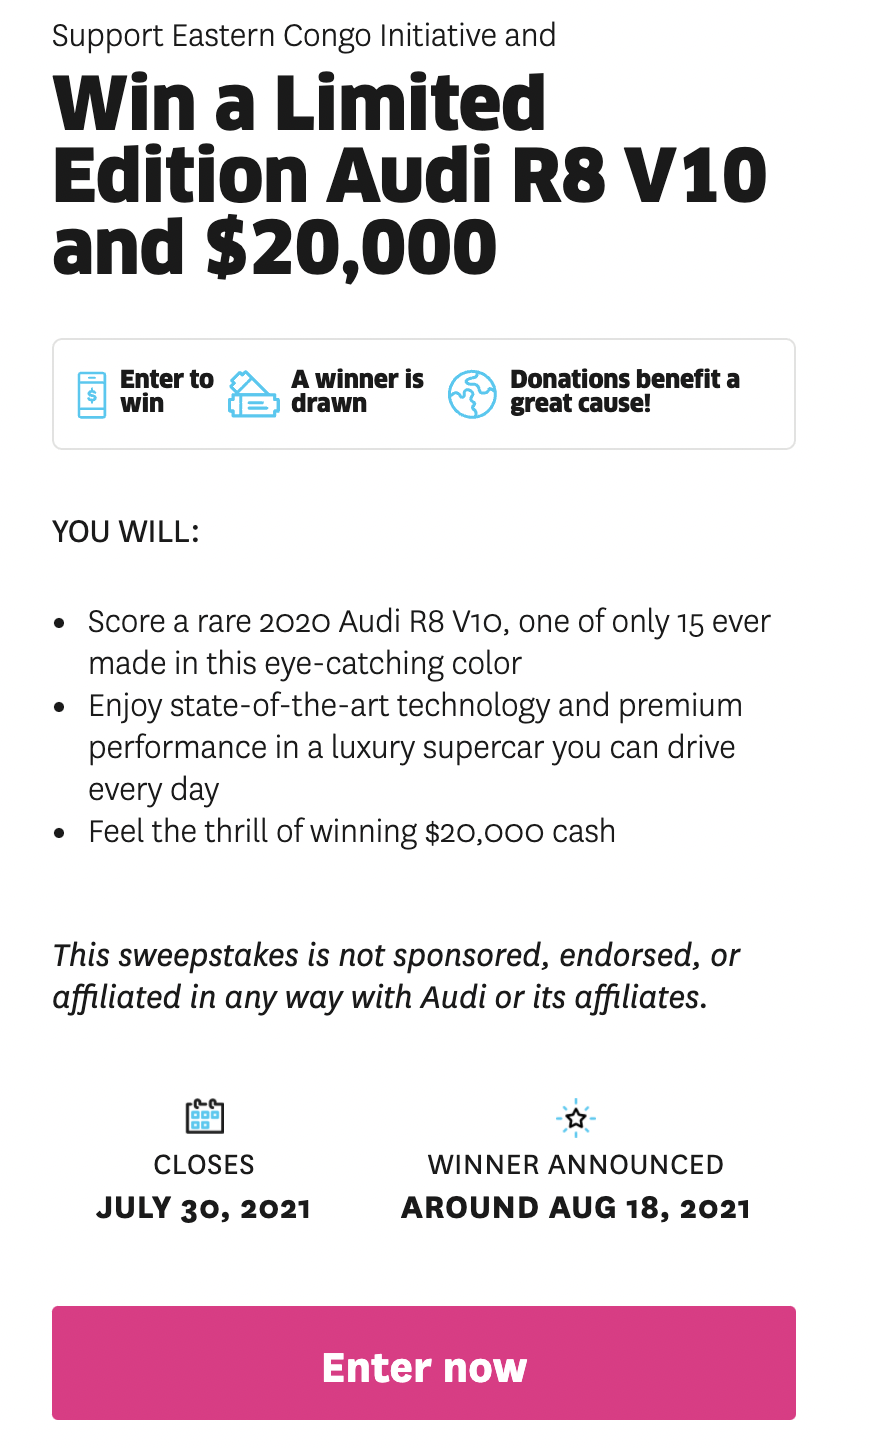 Support Eastern Congo Initiative and
Win a Limited
Edition Audi R8 V10
and $20,000
Enter to
win
A winner is
drawn
Donations benefit a
great cause!
YOU WILL:
• Score a rare 2020 Audi R8 V10, one of only 15 ever
made in this eye-catching color
• Enjoy state-of-the-art technology and premium
performance in a luxury supercar you can drive
every day
• Feel the thrill of winning $20,000 cash
This sweepstakes is not sponsored, endorsed, or
affiliated in any way with Audi or its affiliates.
CLOSES
JULY 30, 2021
WINNER ANNOUNCED
AROUND AUG 18, 2021
Enter now